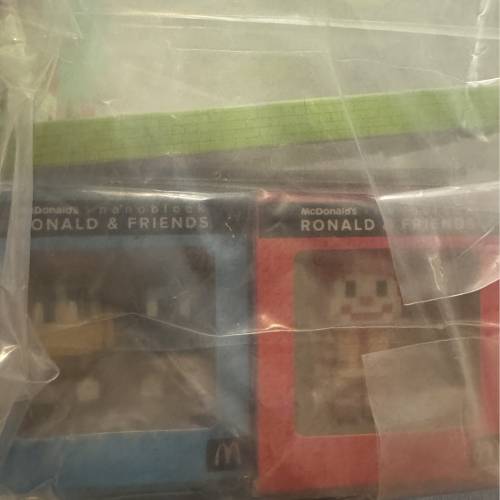 McDonald's nanoblock
RONALD & FRIENDS
McDonald's
RONALD & FRIENDS